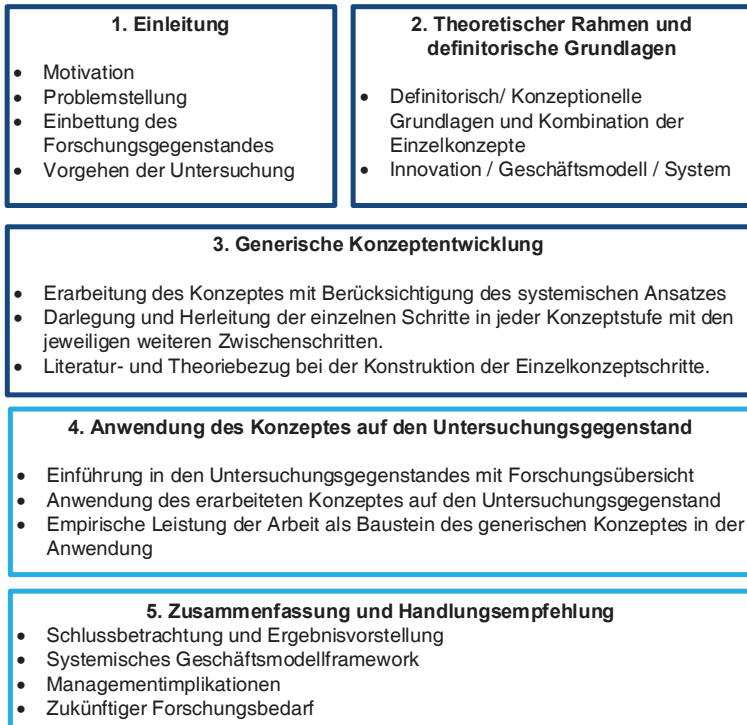 1. Einleitung
• Motivation
• Problemstellung
• Einbettung des
Forschungsgegenstandes
• Vorgehen der Untersuchung
2. Theoretischer Rahmen und
definitorische Grundlagen
• Definitorisch/ Konzeptionelle
Grundlagen und Kombination der
Einzelkonzepte
• Innovation / Geschäftsmodell / System
3. Generische Konzeptentwicklung
• Erarbeitung des Konzeptes mit Berücksichtigung des systemischen Ansatzes
• Darlegung und Herleitung der einzelnen Schritte in jeder Konzeptstufe mit den
jeweiligen weiteren Zwischenschritten.
• Literatur- und Theoriebezug bei der Konstruktion der Einzelkonzeptschritte.
4. Anwendung des Konzeptes auf den Untersuchungsgegenstand
• Einführung in den Untersuchungsgegenstandes mit Forschungsübersicht
• Anwendung des erarbeiteten Konzeptes auf den Untersuchungsgegenstand
• Empirische Leistung der Arbeit als Baustein des generischen Konzeptes in der
Anwendung
5. Zusammenfassung und Handlungsempfehlung
• Schlussbetrachtung und Ergebnisvorstellung
• Systemisches Geschäftsmodellframework
• Managementimplikationen
• Zukünftiger Forschungsbedarf